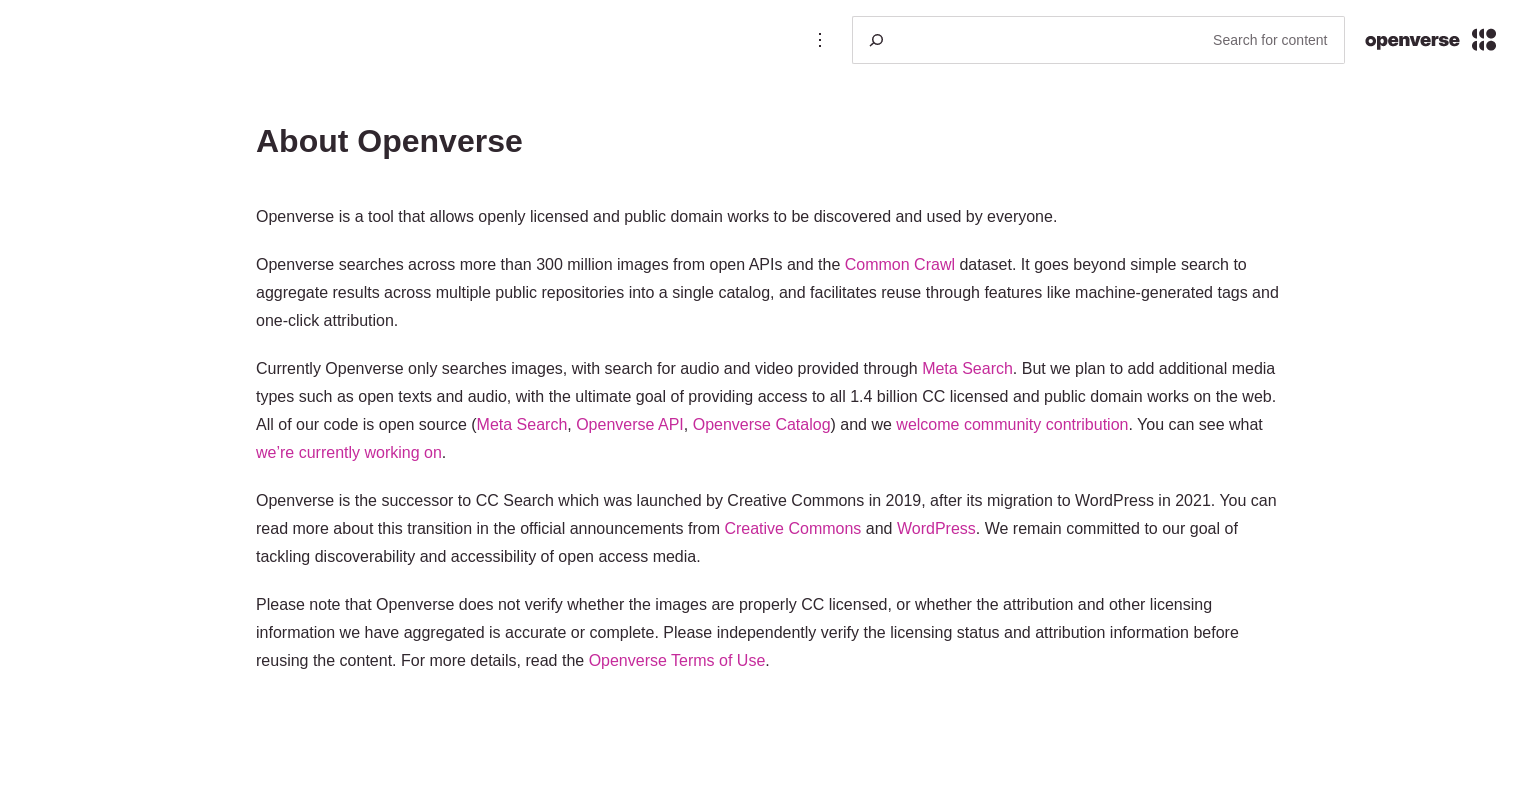 Search for content
openverse
About Openverse
Openverse is a tool that allows openly licensed and public domain works to be discovered and used by everyone.
Openverse searches across more than 300 million images from open APIs and the Common Crawl dataset. It goes beyond simple search to
aggregate results across multiple public repositories into a single catalog, and facilitates reuse through features like machine-generated tags and
one-click attribution.
Currently Openverse only searches images, with search for audio and video provided through Meta Search. But we plan to add additional media
types such as open texts and audio, with the ultimate goal of providing access to all 1.4 billion CC licensed and public domain works on the web.
All of our code is open source (Meta Search, Openverse API, Openverse Catalog) and we welcome community contribution. You can see what
we’re currently working on.
Openverse is the successor to CC Search which was launched by Creative Commons in 2019, after its migration to WordPress in 2021. You can
read more about this transition in the official announcements from Creative Commons and WordPress. We remain committed to our goal of
tackling discoverability and accessibility of open access media.
Please note that Openverse does not verify whether the images are properly CC licensed, or whether the attribution and other licensing
information we have aggregated is accurate or complete. Please independently verify the licensing status and attribution information before
reusing the content. For more details, read the Openverse Terms of Use.